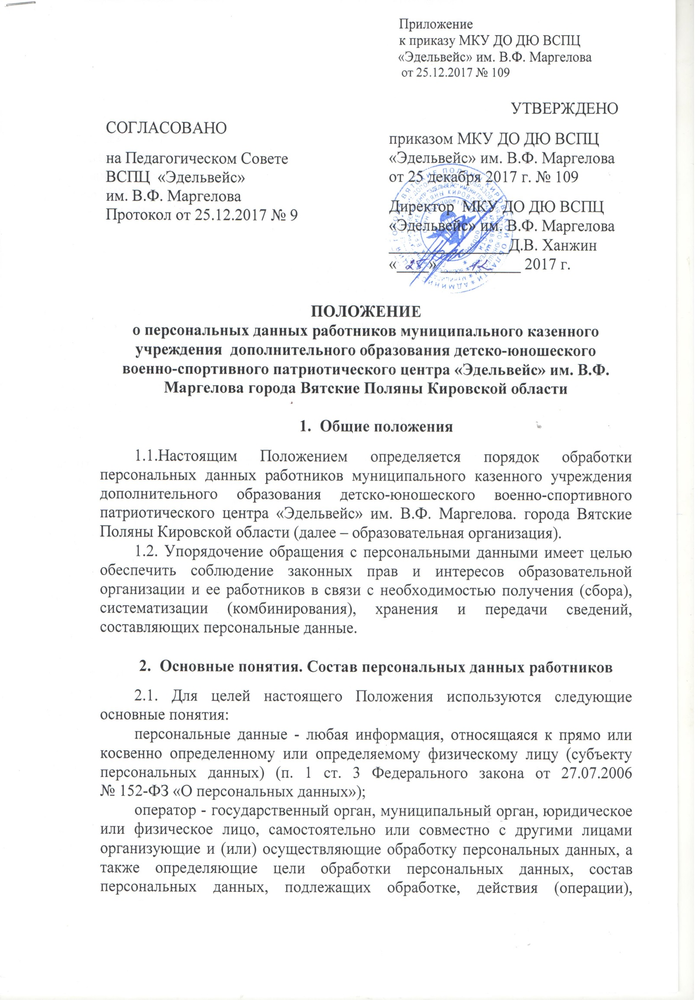 Приложение
к приказу МКУ ДО ДЮ ВСПЦ
«Эдельвейс» им. В.Ф. Маргелова
от 25.12.2017 № 109
СОГЛАСОВАНО
на Педагогическом Совете
ВСПЦ «Эдельвейс»
им. В.Ф. Маргелова
Протокол от 25.12.2017 № 9
УТВЕРЖДЕНО
приказом МКУ ДО ДЮ ВСПЦ
«Эдельвейс» им. В.Ф. Маргелова
от 25 декабря 2017 г. № 109
Директор МКУ ДО ДЮ ВСПЦ
«Эдельвейс» им. В.Ф. Маргелова
Д.В. Ханжин
«25» 12 2017 г.
ПОЛОЖЕНИЕ
о персональных данных работников муниципального казенного
учреждения дополнительного образования детско-юношеского
военно-спортивного патриотического центра «Эдельвейс» им. В.Ф.
Маргелова города Вятские Поляны Кировской области
1. Общие положения
1.1.Настоящим Положением определяется порядок обработки
персональных данных работников муниципального казенного учреждения
дополнительного образования детско-юношеского военно-спортивного
патриотического центра «Эдельвейс» им. В.Ф. Маргелова. города Вятские
Поляны Кировской области (далее – образовательная организация).
1.2. Упорядочение обращения с персональными данными имеет целью
обеспечить соблюдение законных прав и интересов образовательной
организации и ее работников в связи с необходимостью получения (сбора),
систематизации (комбинирования), хранения и передачи сведений,
составляющих персональные данные.
2. Основные понятия. Состав персональных данных работников
2.1. Для целей настоящего Положения используются следующие
основные понятия:
персональные данные - любая информация, относящаяся к прямо или
косвенно определенному или определяемому физическому лицу (субъекту
персональных данных) (п. 1 ст. 3 Федерального закона от 27.07.2006
№ 152-ФЗ «О персональных данных»);
оператор - государственный орган, муниципальный орган, юридическое
или физическое лицо, самостоятельно или совместно с другими лицами
организующие и (или) осуществляющие обработку персональных данных, а
также определяющие цели обработки персональных данных, состав
персональных данных, подлежащих обработке, действия (операции),